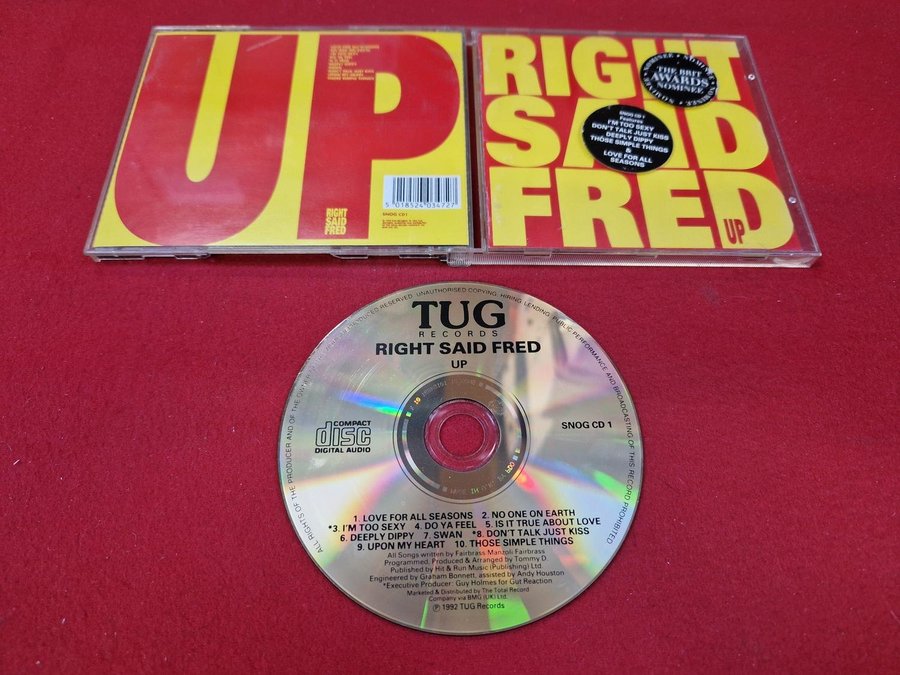 UP
RIGHT
SAID
FRED
5 018524 034727
SNOG CD1
RIGHT
SAID
FRED
UP
NOMINEE • NOMINEE • NOMINEE
THE BRIT
AWARDS
NOMINEE
SNOG CD 1
Features
I'M TOO SEXY
DON'T TALK JUST KISS
DEEPLY DIPPY
THOSE SIMPLE THINGS
&
LOVE FOR ALL
SEASONS
ALL RIGHTS OF THE PRODUCER AND OF THE OWNER OF THE REPRODUCED RESERVED. UNAUTHORISED COPYING, HIRING, LENDING, PUBLIC PERFORMANCE AND BROADCASTING OF THIS RECORD PROHIBITED
TUG
RECORDS
RIGHT SAID FRED
UP
COMPACT
disc
DIGITAL AUDIO
SNOG CD 1
1. LOVE FOR ALL SEASONS 2. NO ONE ON EARTH
*3. I'M TOO SEXY 4. DO YA FEEL 5. IS IT TRUE ABOUT LOVE
6. DEEPLY DIPPY 7. SWAN *8. DON'T TALK JUST KISS
9. UPON MY HEART 10. THOSE SIMPLE THINGS
All Songs written by Fairbrass Manzoli Fairbrass
Programmed, Produced & Arranged by Tommy D.
Published by Hit & Run Music (Publishing) Ltd.
Engineered by Graham Bonnett, assisted by Andy Houston
*Executive Producer: Guy Holmes for Gut Reaction
Marketed & Distributed by The Total Record
Company via BMG (UK) Ltd.
℗ 1992 TUG Records